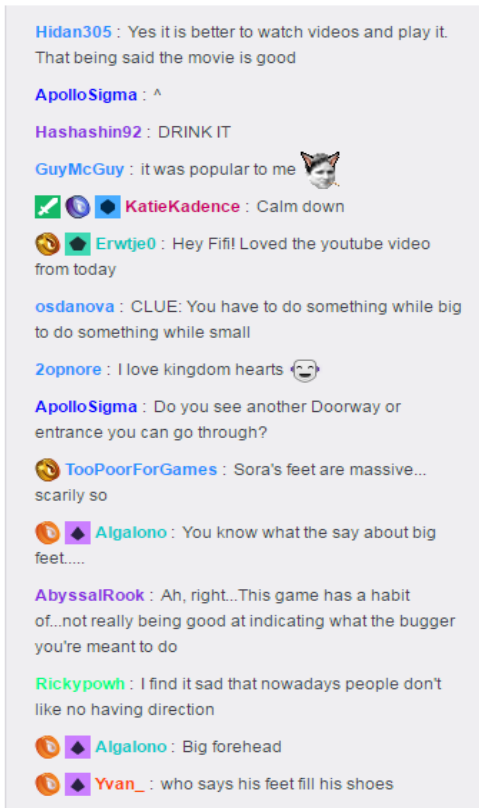 Hidan305 : Yes it is better to watch videos and play it.
That being said the movie is good
ApolloSigma : ^
Hashashin92 : DRINK IT
GuyMcGuy : it was popular to me
KatieKadence : Calm down
Erwtje0 : Hey Fifi! Loved the youtube video
from today
osdanova : CLUE: You have to do something while big
to do something while small
2opnore : I love kingdom hearts
ApolloSigma : Do you see another Doorway or
entrance you can go through?
TooPoorForGames : Sora's feet are massive...
scarily so
Algalono : You know what the say about big
feet.....
AbyssalRook : Ah, right...This game has a habit
of...not really being good at indicating what the bugger
you're meant to do
Rickypowh : I find it sad that nowadays people don't
like no having direction
Algalono : Big forehead
Yvan_ : who says his feet fill his shoes